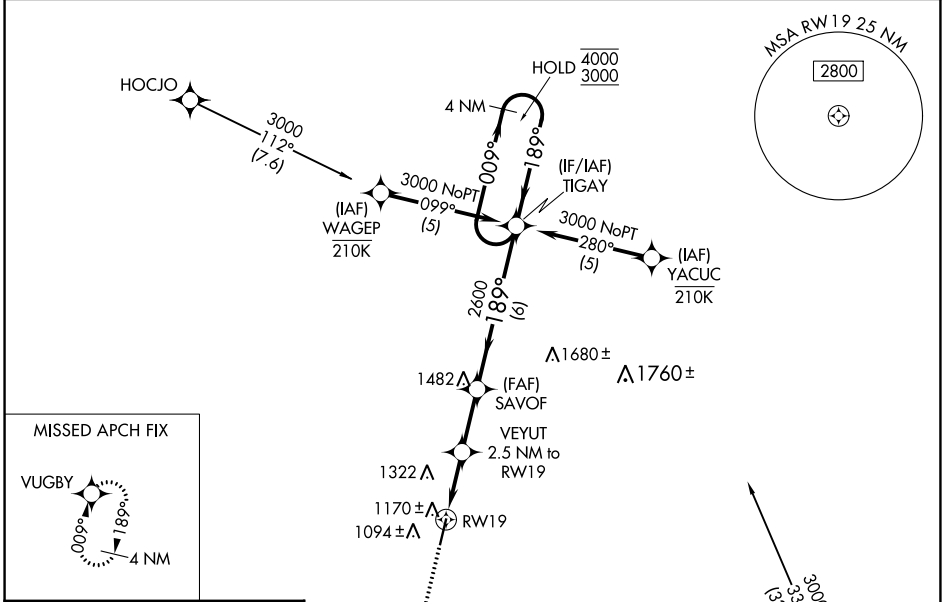 MSA RW19 25 NM
2800
HOCJO
3000
112°
(7.6)
HOLD
4000
3000
4 NM
009°
189°
(IF/IAF)
TIGAY
3000 NoPT
099°
(5)
(IAF)
WAGEP
210K
3000 NoPT
280°
(5)
(IAF)
YACUC
210K
2600
189°
(6)
1680±
1760±
1482
(FAF)
SAVOF
VEYUT
2.5 NM to
RW19
1322
1170±
RW19
1094±
MISSED APCH FIX
VUGBY
009°
189°
4 NM